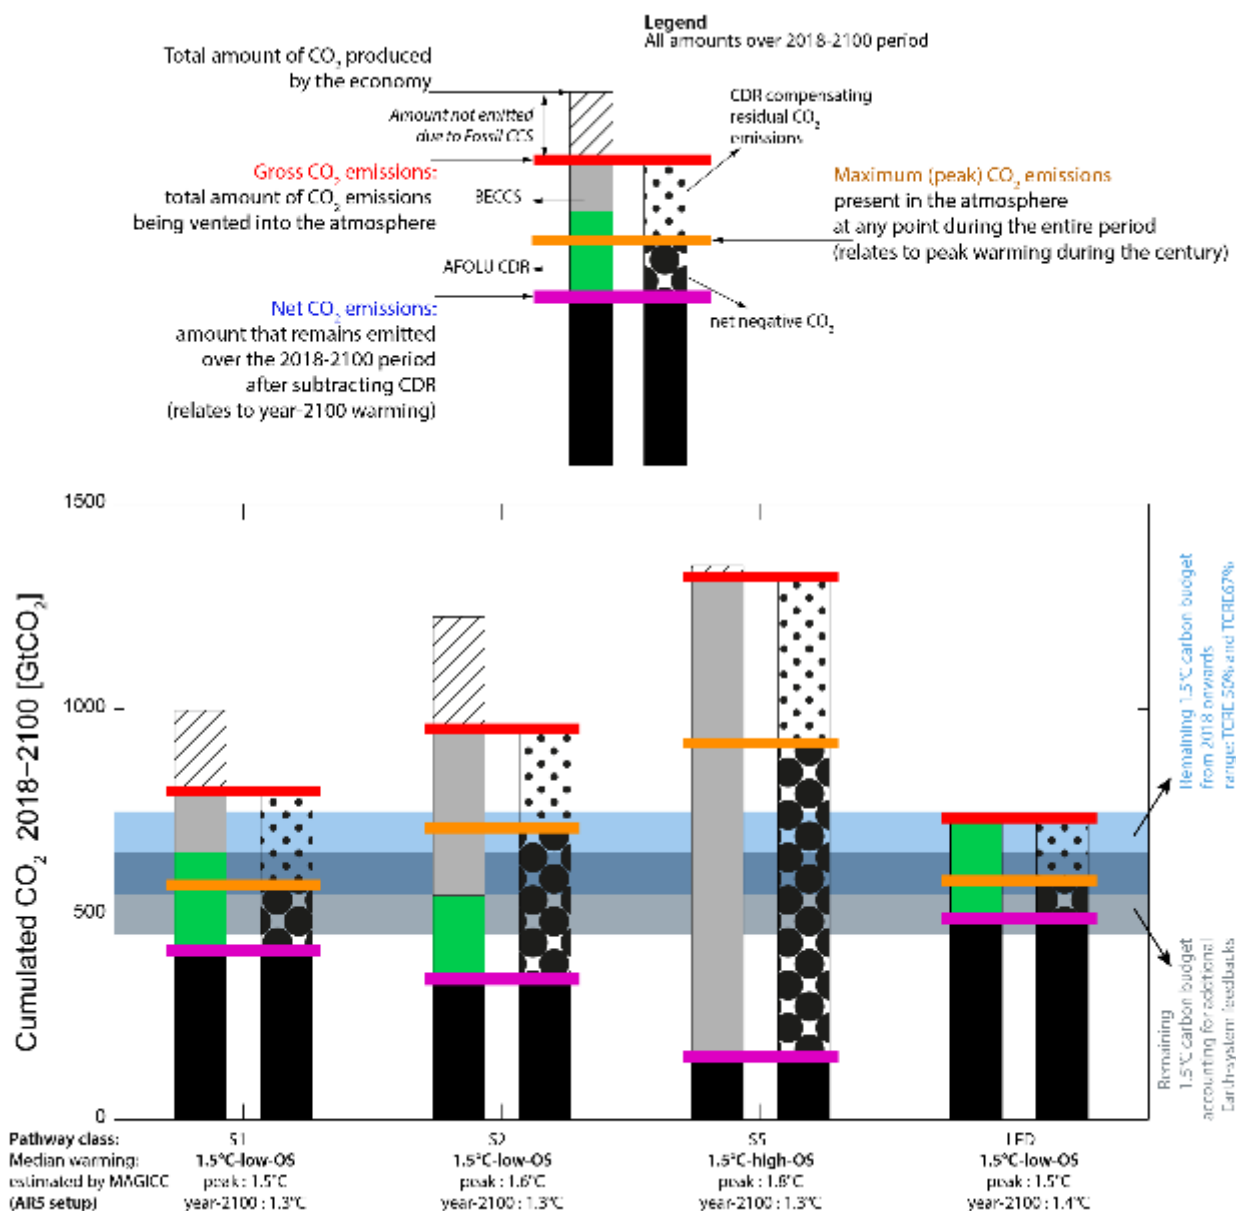 Legend
All amounts over 2018-2100 period
Total amount of CO₂ produced
by the economy
Amount not emitted
due to Fossil CCS
CDR compensating
residual CO₂
emissions
Gross CO₂ emissions:
total amount of CO₂ emissions
being vented into the atmosphere
BECCS
Maximum (peak) CO₂ emissions
present in the atmosphere
at any point during the entire period
(relates to peak warming during the century)
AFOLU CDR
Net CO₂ emissions:
amount that remains emitted
over the 2018-2100 period
after subtracting CDR
(relates to year-2100 warming)
net negative CO₂
Cumulated CO₂ 2018-2100 [GtCO₂]
1500
1000
500
0
Remaining 1.5°C carbon budget
from 2018 onwards
range: TCRE 50% and TCRE67%
Remaining
1.5°C carbon budget
accounting for additional
Earth-system feedbacks
Pathway class:
S1
S2
S5
LED
Median warming:
1.5°C-low-OS
1.5°C-low-OS
1.5°C-high-OS
1.5°C-low-OS
estimated by MAGICC
peak : 1.5°C
peak : 1.6°C
peak : 1.8°C
peak : 1.5°C
(AR5 setup)
year-2100 : 1.3°C
year-2100 : 1.3°C
year-2100 : 1.3°C
year-2100 : 1.4°C